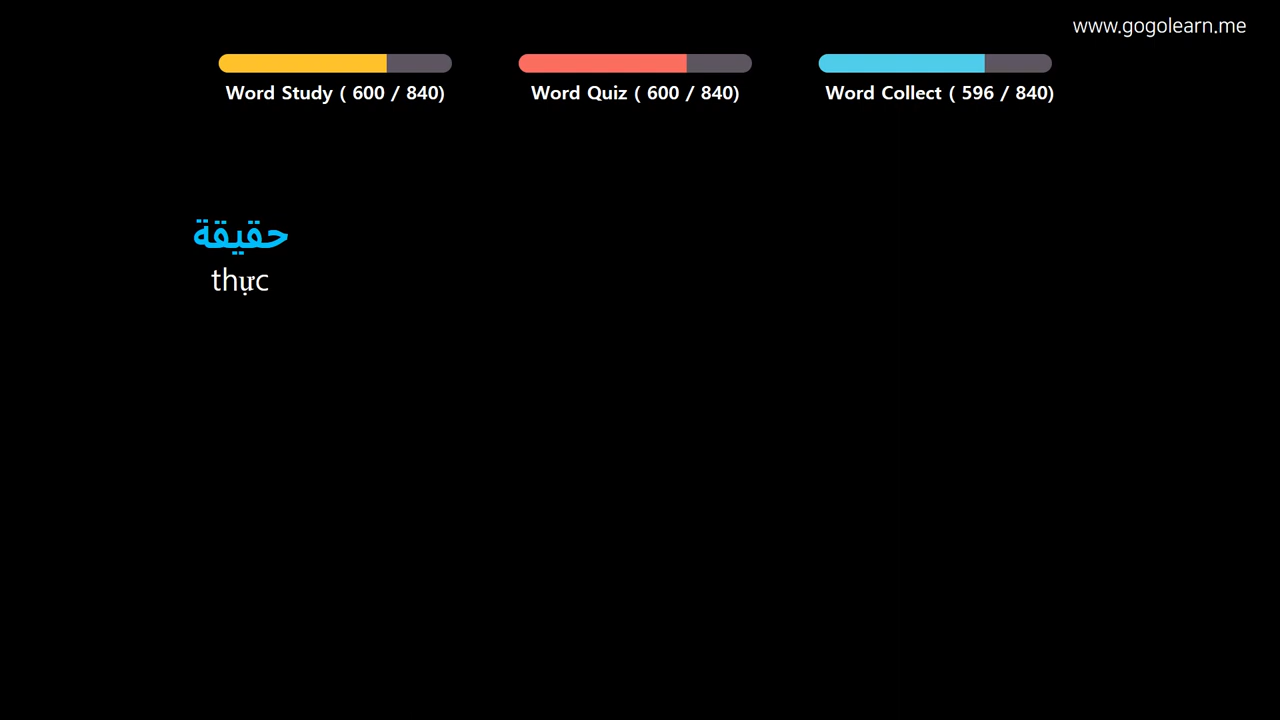 www.gogolearn.me
Word Study ( 600 / 840)
Word Quiz ( 600 / 840)
Word Collect ( 596 / 840)
حقيقة
thực